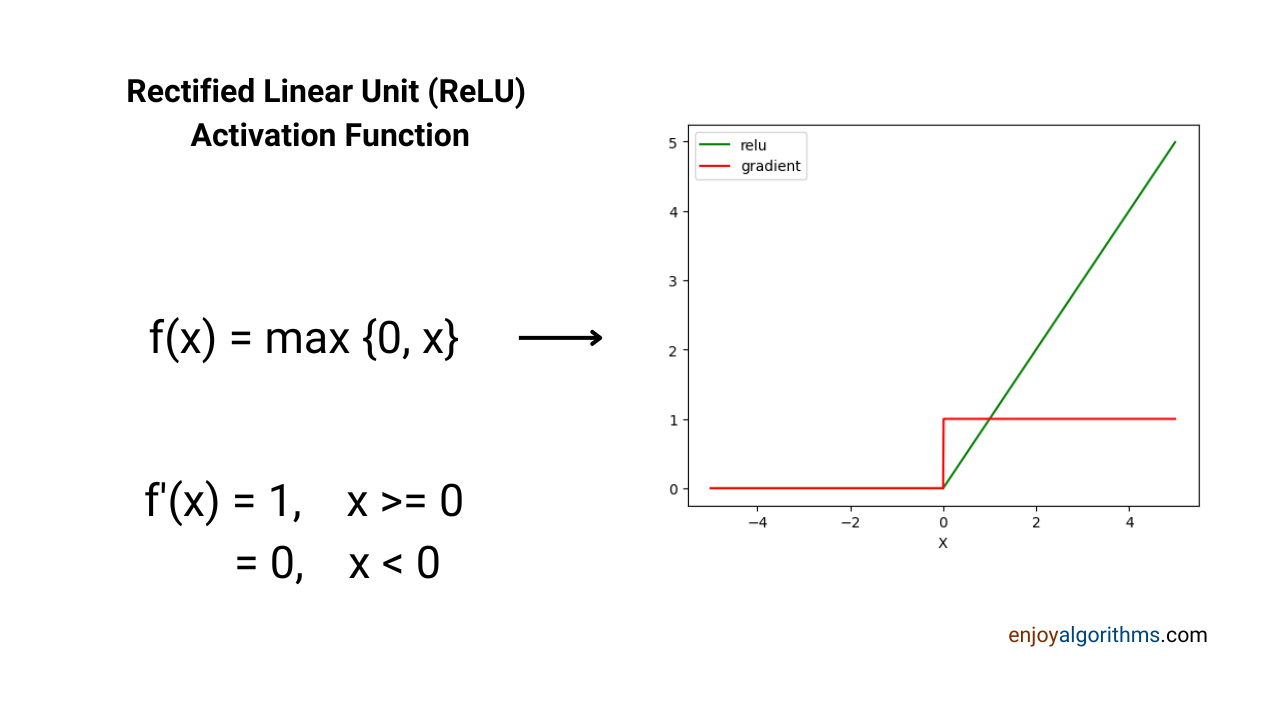 Rectified Linear Unit (ReLU)
Activation Function
f(x) = max {0, x}
f'(x) = 1, x >= 0
= 0, x < 0
relu
gradient
5
4
3
2
1
0
−4 −2 0 2 4
X
enjoyalgorithms.com